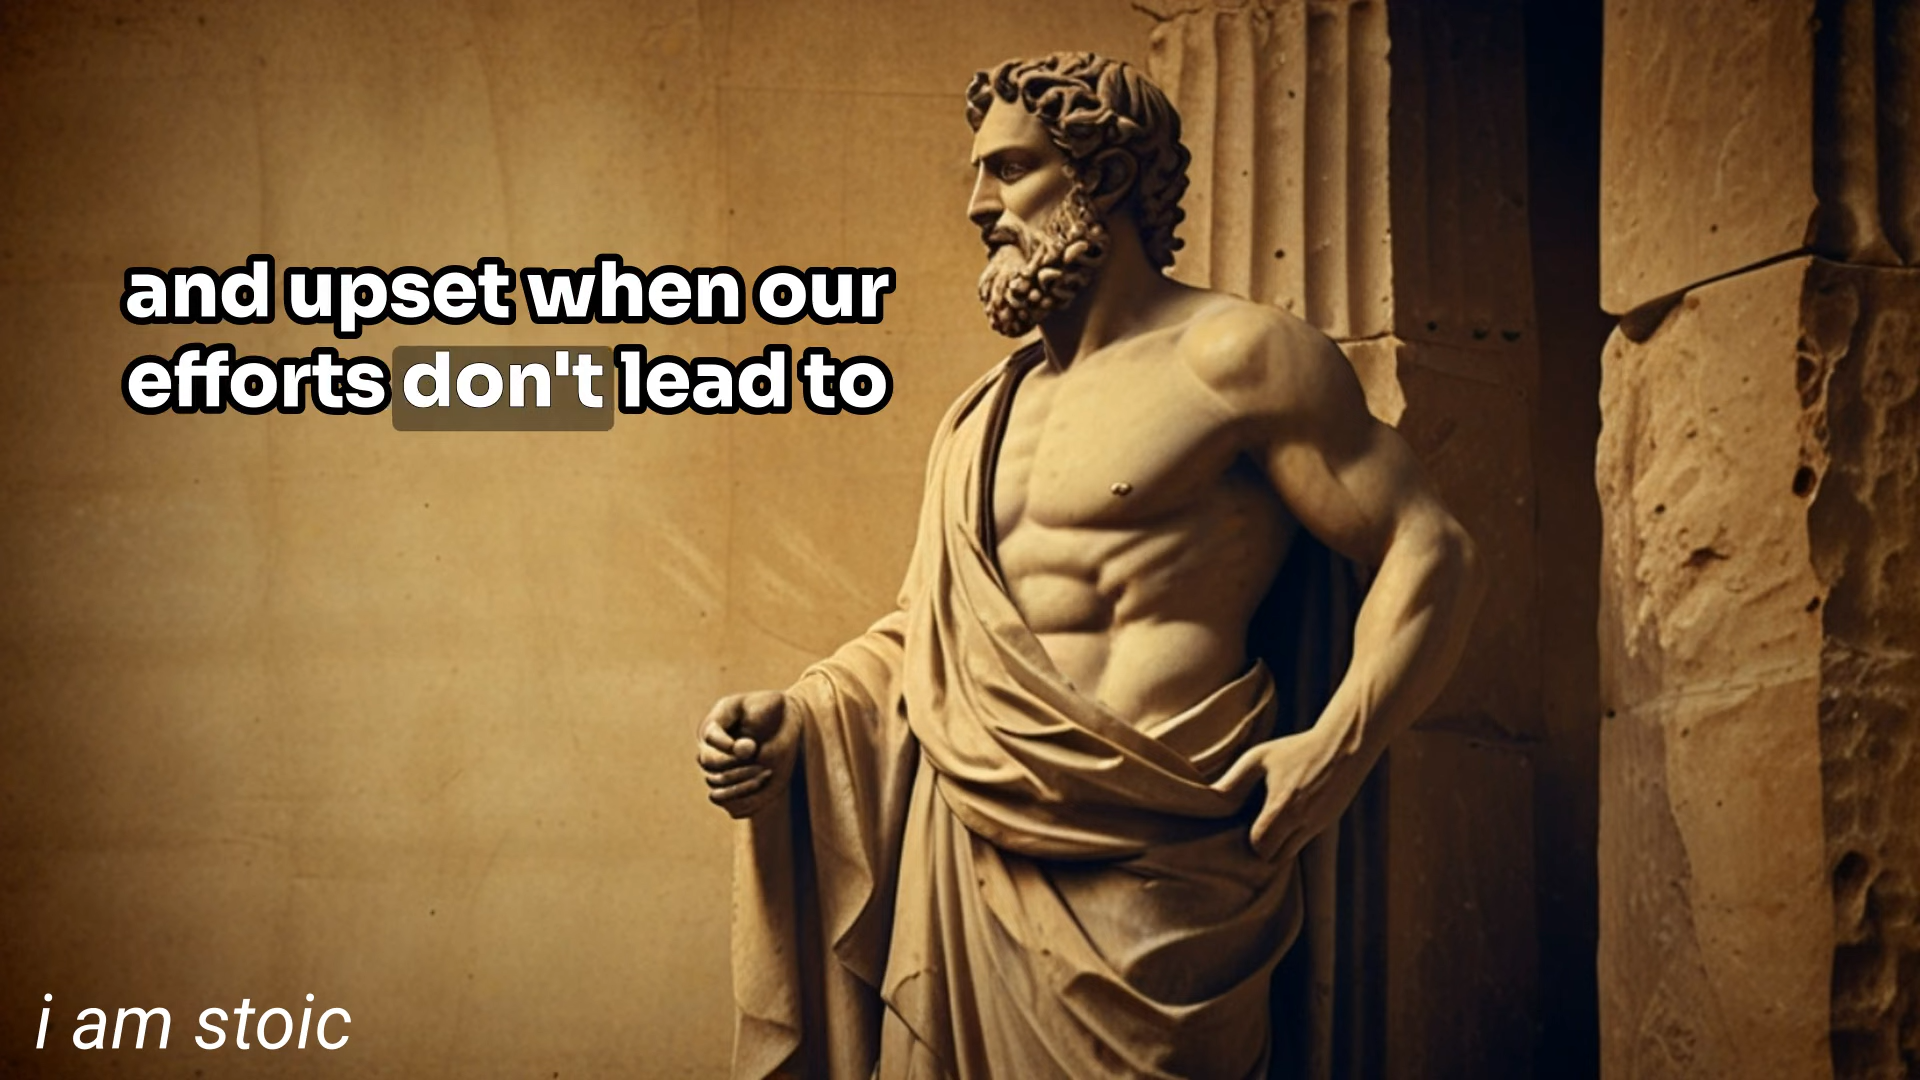 and upset when our
efforts don't lead to
i am stoic